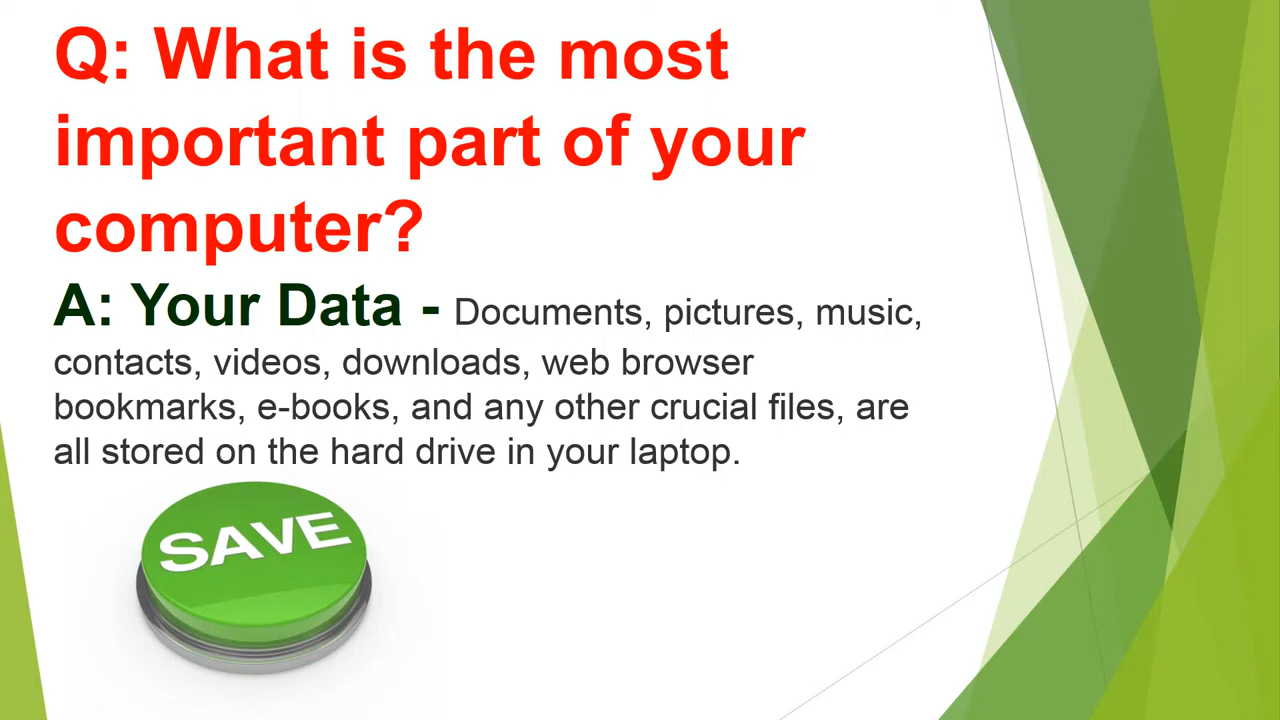 Q: What is the most
important part of your
computer?
A: Your Data - Documents, pictures, music,
contacts, videos, downloads, web browser
bookmarks, e-books, and any other crucial files, are
all stored on the hard drive in your laptop.
SAVE